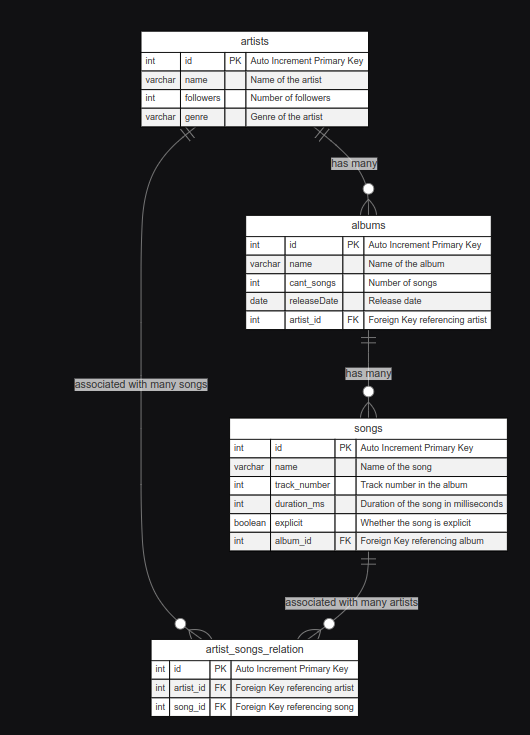 artists
int id PK Auto Increment Primary Key
varchar name Name of the artist
int followers Number of followers
varchar genre Genre of the artist
has many
albums
int id PK Auto Increment Primary Key
varchar name Name of the album
int cant_songs Number of songs
date releaseDate Release date
int artist_id FK Foreign Key referencing artist
has many
associated with many songs
songs
int id PK Auto Increment Primary Key
varchar name Name of the song
int track_number Track number in the album
int duration_ms Duration of the song in milliseconds
boolean explicit Whether the song is explicit
int album_id FK Foreign Key referencing album
associated with many artists
artist_songs_relation
int id PK Auto Increment Primary Key
int artist_id FK Foreign Key referencing artist
int song_id FK Foreign Key referencing song